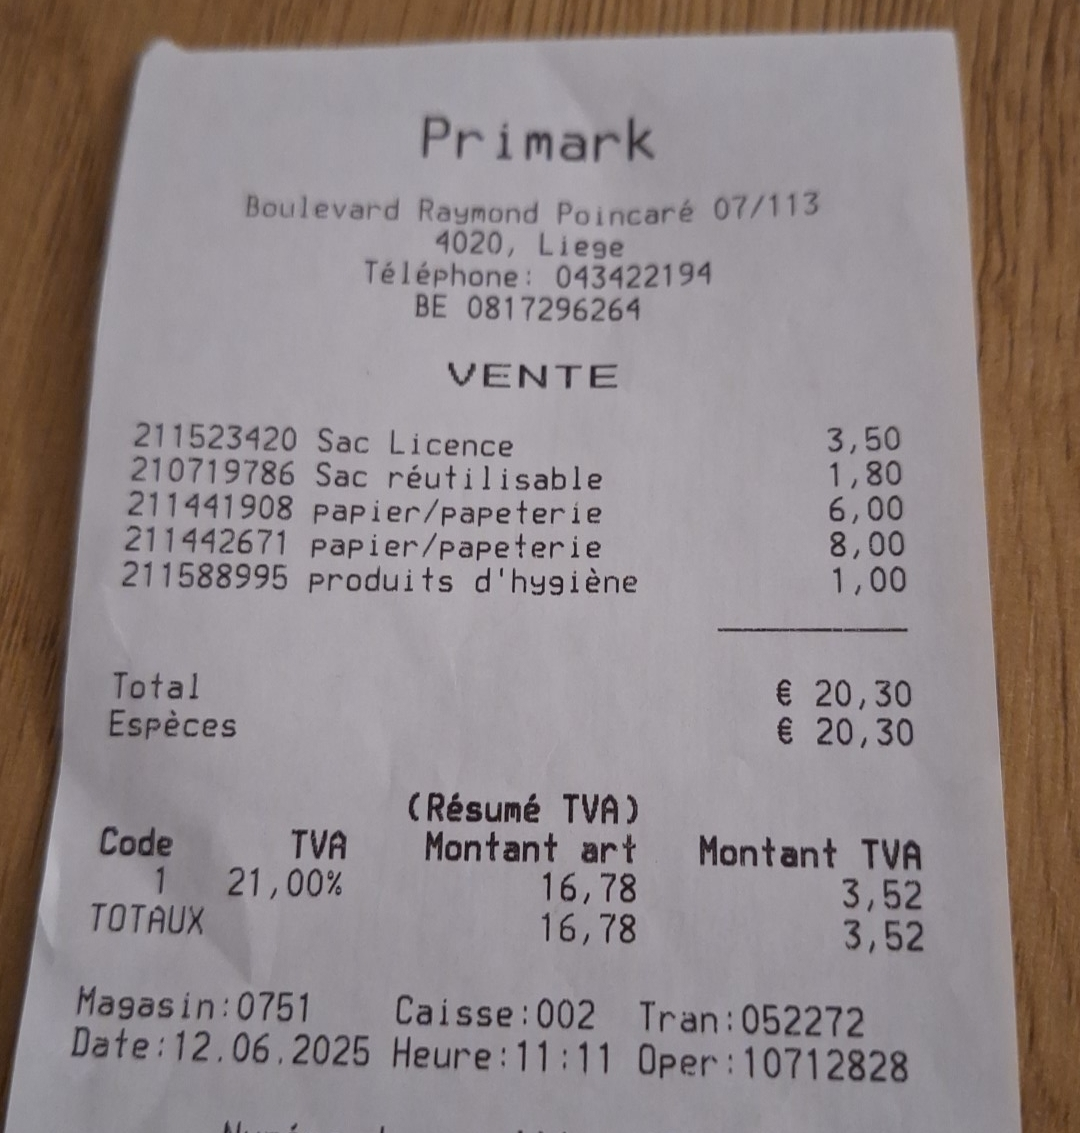 Primark
Boulevard Raymond Poincaré 07/113
4020, Liege
Téléphone: 043422194
BE 0817296264
VENTE
211523420 Sac Licence 3,50
210719786 Sac réutilisable 1,80
211441908 papier/papeterie 6,00
211442671 papier/papeterie 8,00
211588995 produits d'hygiène 1,00
Total € 20,30
Espèces € 20,30
(Résumé TVA)
Code TVA Montant art Montant TVA
1 21,00% 16,78 3,52
TOTAUX 16,78 3,52
Magasin:0751 Caisse:002 Tran:052272
Date:12.06.2025 Heure:11:11 Oper:10712828